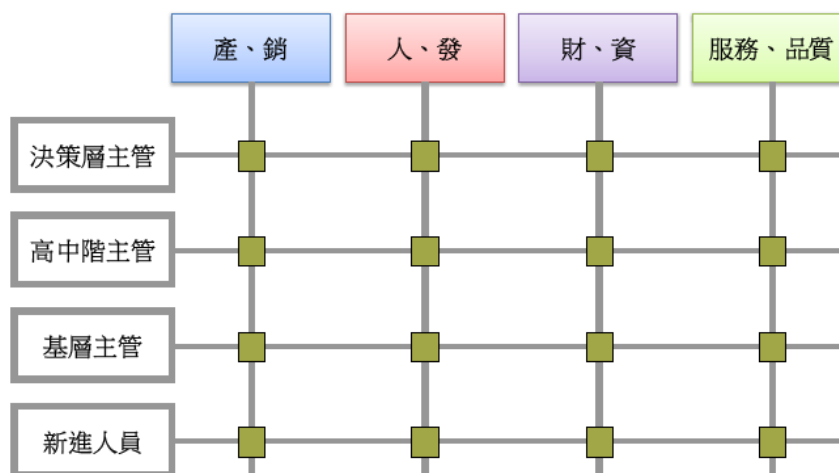 產、銷
人、發
財、資
服務、品質
決策層主管
高中階主管
基層主管
新進人員